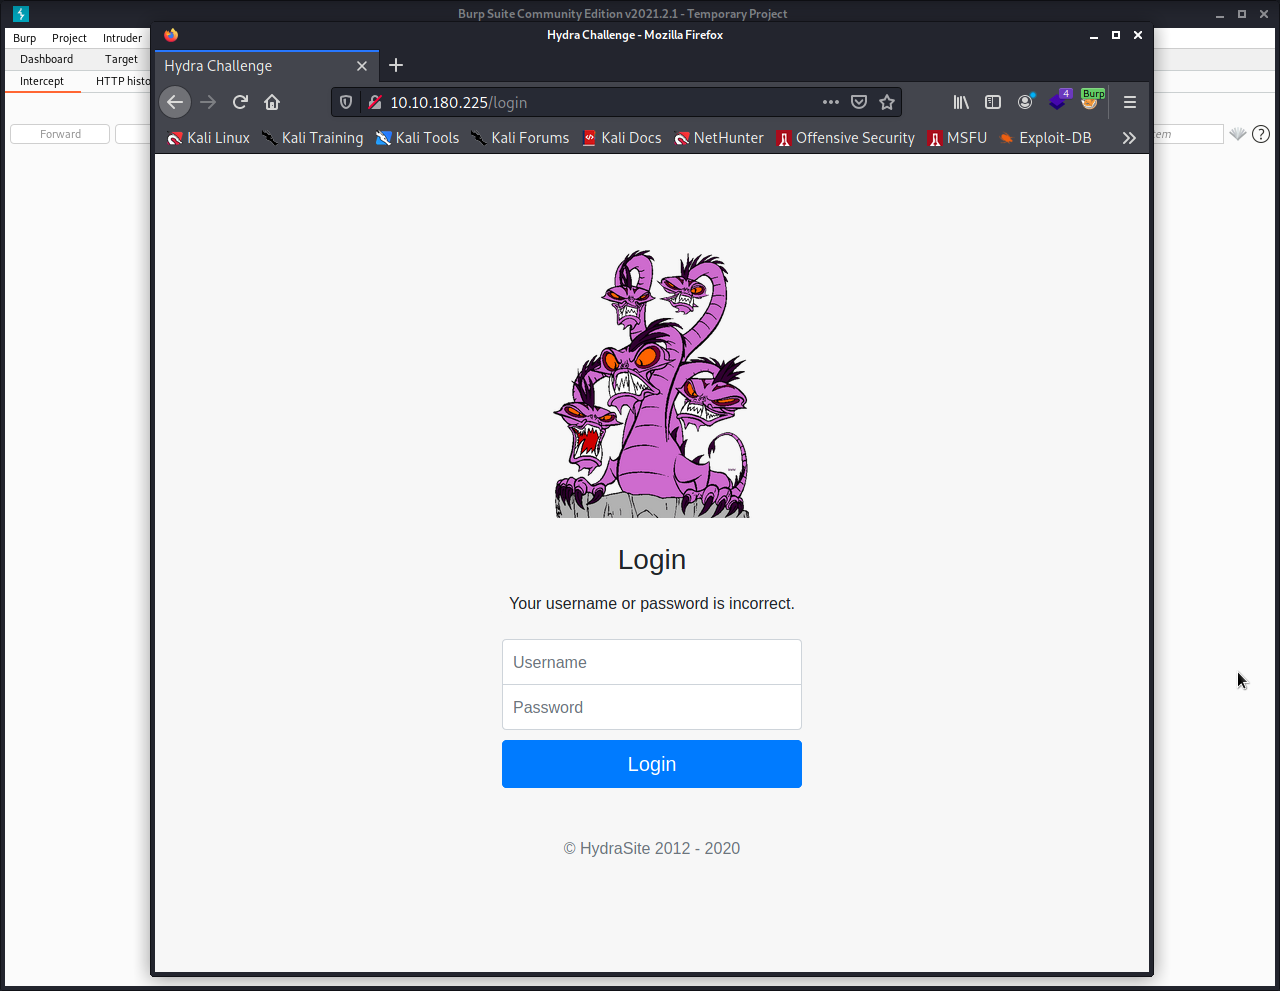 Burp Suite Community Edition v2021.2.1 - Temporary Project
Burp Project Intruder
Hydra Challenge - Mozilla Firefox
Dashboard Target
Hydra Challenge
Intercept HTTP histo
10.10.180.225/login
4
Burp
Forward
Kali Linux Kali Training Kali Tools Kali Forums Kali Docs NetHunter Offensive Security MSFU Exploit-DB
?
Login
Your username or password is incorrect.
Username
Password
Login
© HydraSite 2012 - 2020